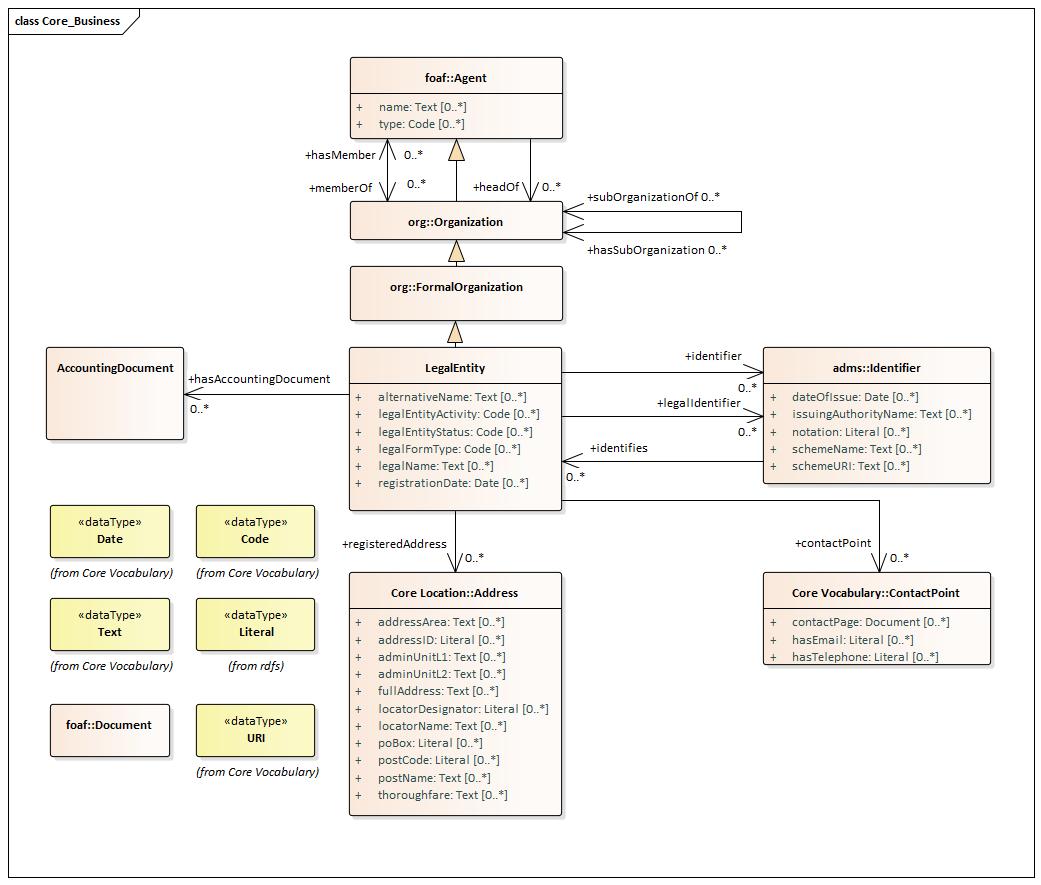 class Core_Business
foaf::Agent
+ name: Text [0..*]
+ type: Code [0..*]
+hasMember 0..*
+memberOf 0..*
+headOf 0..*
+subOrganizationOf 0..*
org::Organization
+hasSubOrganization 0..*
org::FormalOrganization
AccountingDocument
+hasAccountingDocument
0..*
LegalEntity
+ alternativeName: Text [0..*]
+ legalEntityActivity: Code [0..*]
+ legalEntityStatus: Code [0..*]
+ legalFormType: Code [0..*]
+ legalName: Text [0..*]
+ registrationDate: Date [0..*]
+identifier
0..*
+legalIdentifier
0..*
+identifies
0..*
adms::Identifier
+ dateOfIssue: Date [0..*]
+ issuingAuthorityName: Text [0..*]
+ notation: Literal [0..*]
+ schemeName: Text [0..*]
+ schemeURI: Text [0..*]
«dataType»
Date
(from Core Vocabulary)
«dataType»
Code
(from Core Vocabulary)
+registeredAddress
0..*
+contactPoint
0..*
Core Location::Address
+ addressArea: Text [0..*]
+ addressID: Literal [0..*]
+ adminUnitL1: Text [0..*]
+ adminUnitL2: Text [0..*]
+ fullAddress: Text [0..*]
+ locatorDesignator: Literal [0..*]
+ locatorName: Text [0..*]
+ poBox: Literal [0..*]
+ postCode: Literal [0..*]
+ postName: Text [0..*]
+ thoroughfare: Text [0..*]
Core Vocabulary::ContactPoint
+ contactPage: Document [0..*]
+ hasEmail: Literal [0..*]
+ hasTelephone: Literal [0..*]
«dataType»
Text
(from Core Vocabulary)
«dataType»
Literal
(from rdfs)
foaf::Document
«dataType»
URI
(from Core Vocabulary)